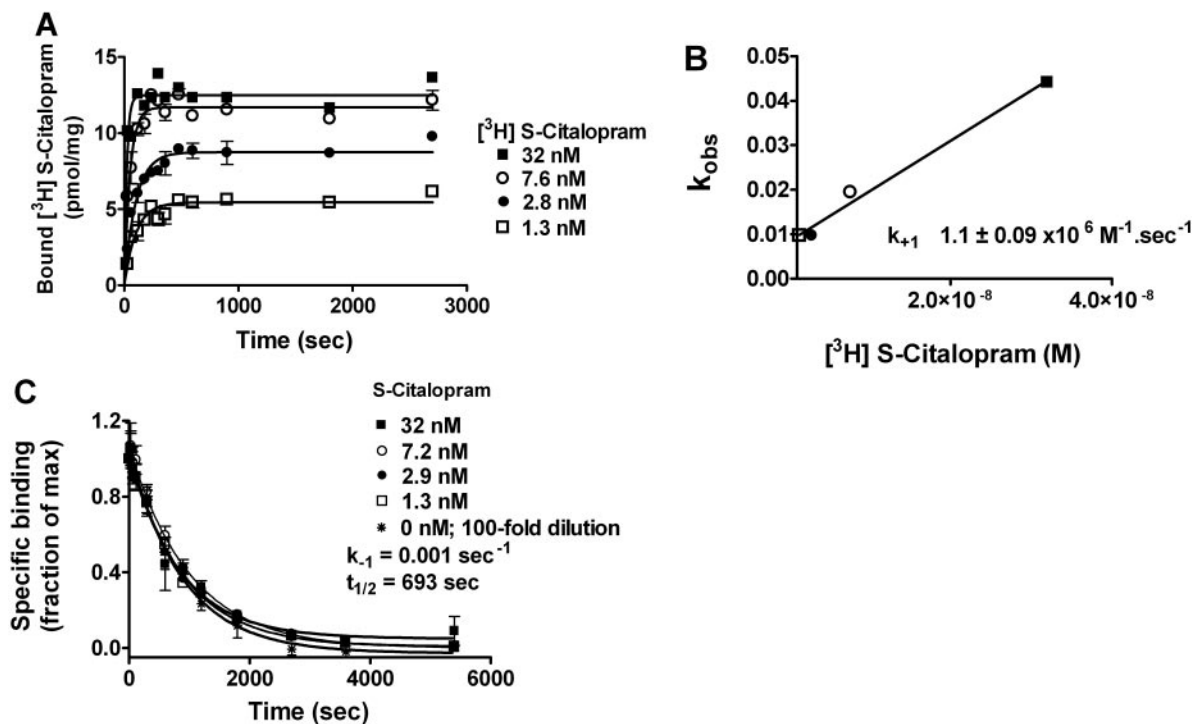 A
Bound [³H] S-Citalopram
(pmol/mg)
15
10
5
0
0
1000
2000
3000
Time (sec)
[³H] S-Citalopram
32 nM
7.6 nM
2.8 nM
1.3 nM
B
k_obs
0.05
0.04
0.03
0.02
0.01
0.00
k₊₁ 1.1 ± 0.09 x10⁶ M⁻¹.sec⁻¹
2.0×10⁻⁸
4.0×10⁻⁸
[³H] S-Citalopram (M)
C
Specific binding
(fraction of max)
1.2
0.8
0.4
0.0
0
2000
4000
6000
Time (sec)
S-Citalopram
32 nM
7.2 nM
2.9 nM
1.3 nM
0 nM; 100-fold dilution
k₋₁ = 0.001 sec⁻¹
t₁/₂ = 693 sec